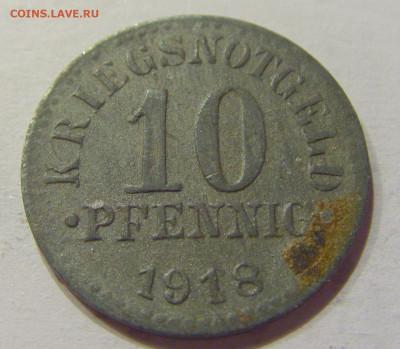 COINS.LAVE.RU
KRIEGSNOTGELD
10
·PFENNIG·
1918